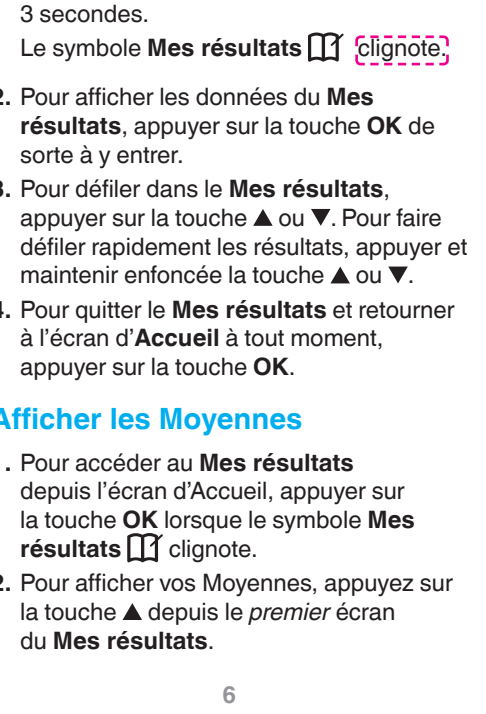 3 secondes.
Le symbole Mes résultats clignote.
2. Pour afficher les données du Mes
résultats, appuyer sur la touche OK de
sorte à y entrer.
3. Pour défiler dans le Mes résultats,
appuyer sur la touche ▲ ou ▼. Pour faire
défiler rapidement les résultats, appuyer et
maintenir enfoncée la touche ▲ ou ▼.
4. Pour quitter le Mes résultats et retourner
à l'écran d'Accueil à tout moment,
appuyer sur la touche OK.
Afficher les Moyennes
. Pour accéder au Mes résultats
depuis l'écran d'Accueil, appuyer sur
la touche OK lorsque le symbole Mes
résultats clignote.
2. Pour afficher vos Moyennes, appuyez sur
la touche ▲ depuis le premier écran
du Mes résultats.
6